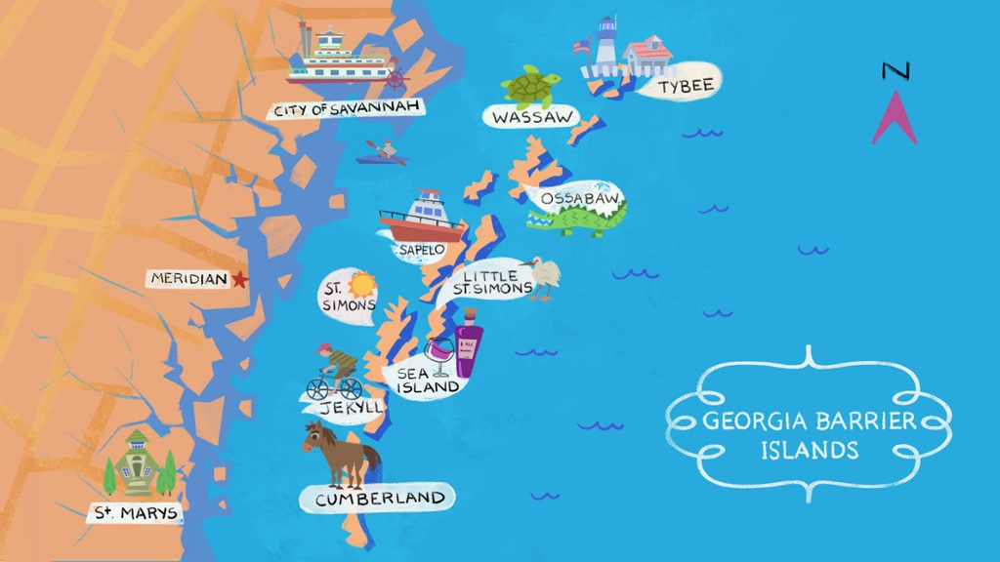 CITY OF SAVANNAH
TYBEE
WASSAW
N
OSSABAW
SAPELO
MERIDIAN
LITTLE
ST. SIMONS
ST.
SIMONS
SEA
ISLAND
JEKYLL
GEORGIA BARRIER
ISLANDS
CUMBERLAND
St. MARYS